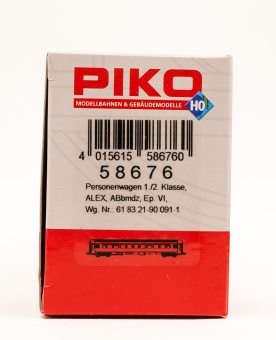 PIKO
MODELLBAHNEN & GEBÄUDEMODELLE
H0
4 015615 586760
58676
Personenwagen 1./2. Klasse,
ALEX, ABbmdz, Ep. VI,
Wg. Nr.: 61 83 21-90 091-1